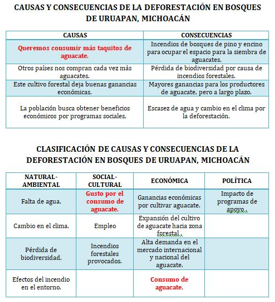 CAUSAS Y CONSECUENCIAS DE LA DEFORESTACIÓN EN BOSQUES
DE URUAPAN, MICHOACÁN
CAUSAS
CONSECUENCIAS
Queremos consumir más taquitos de
aguacate.
Incendios de bosques de pino y encino
para ocupar el espacio para la siembra de
aguacates.
Otros países nos compran cada vez más
aguacates.
Pérdida de biodiversidad por causa de
incendios forestales.
Este cultivo forestal deja buenas ganancias
económicas.
Mayores ganancias para los productores
de aguacate, pero a largo plazo.
La población busca obtener beneficios
económicos por programas sociales.
Escasez de agua y cambio en el clima por
la deforestación.
CLASIFICACIÓN DE CAUSAS Y CONSECUENCIAS DE LA
DEFORESTACIÓN EN BOSQUES DE URUAPAN, MICHOACÁN
NATURAL-
AMBIENTAL
SOCIAL-
CULTURAL
ECONÓMICA
POLÍTICA
Falta de agua.
Gusto por el
consumo de
aguacate.
Ganancias económicas
por cultivar aguacate.
Impacto de
programas de
apoyo.
Cambio en el clima.
Empleo
Expansión del cultivo
de aguacate hacia zona
forestal.
Pérdida de
biodiversidad.
Incendios
forestales
provocados.
Alta demanda en el
mercado internacional
y nacional del
aguacate.
Efectos del incendio
en el entorno.
Consumo de
aguacate.